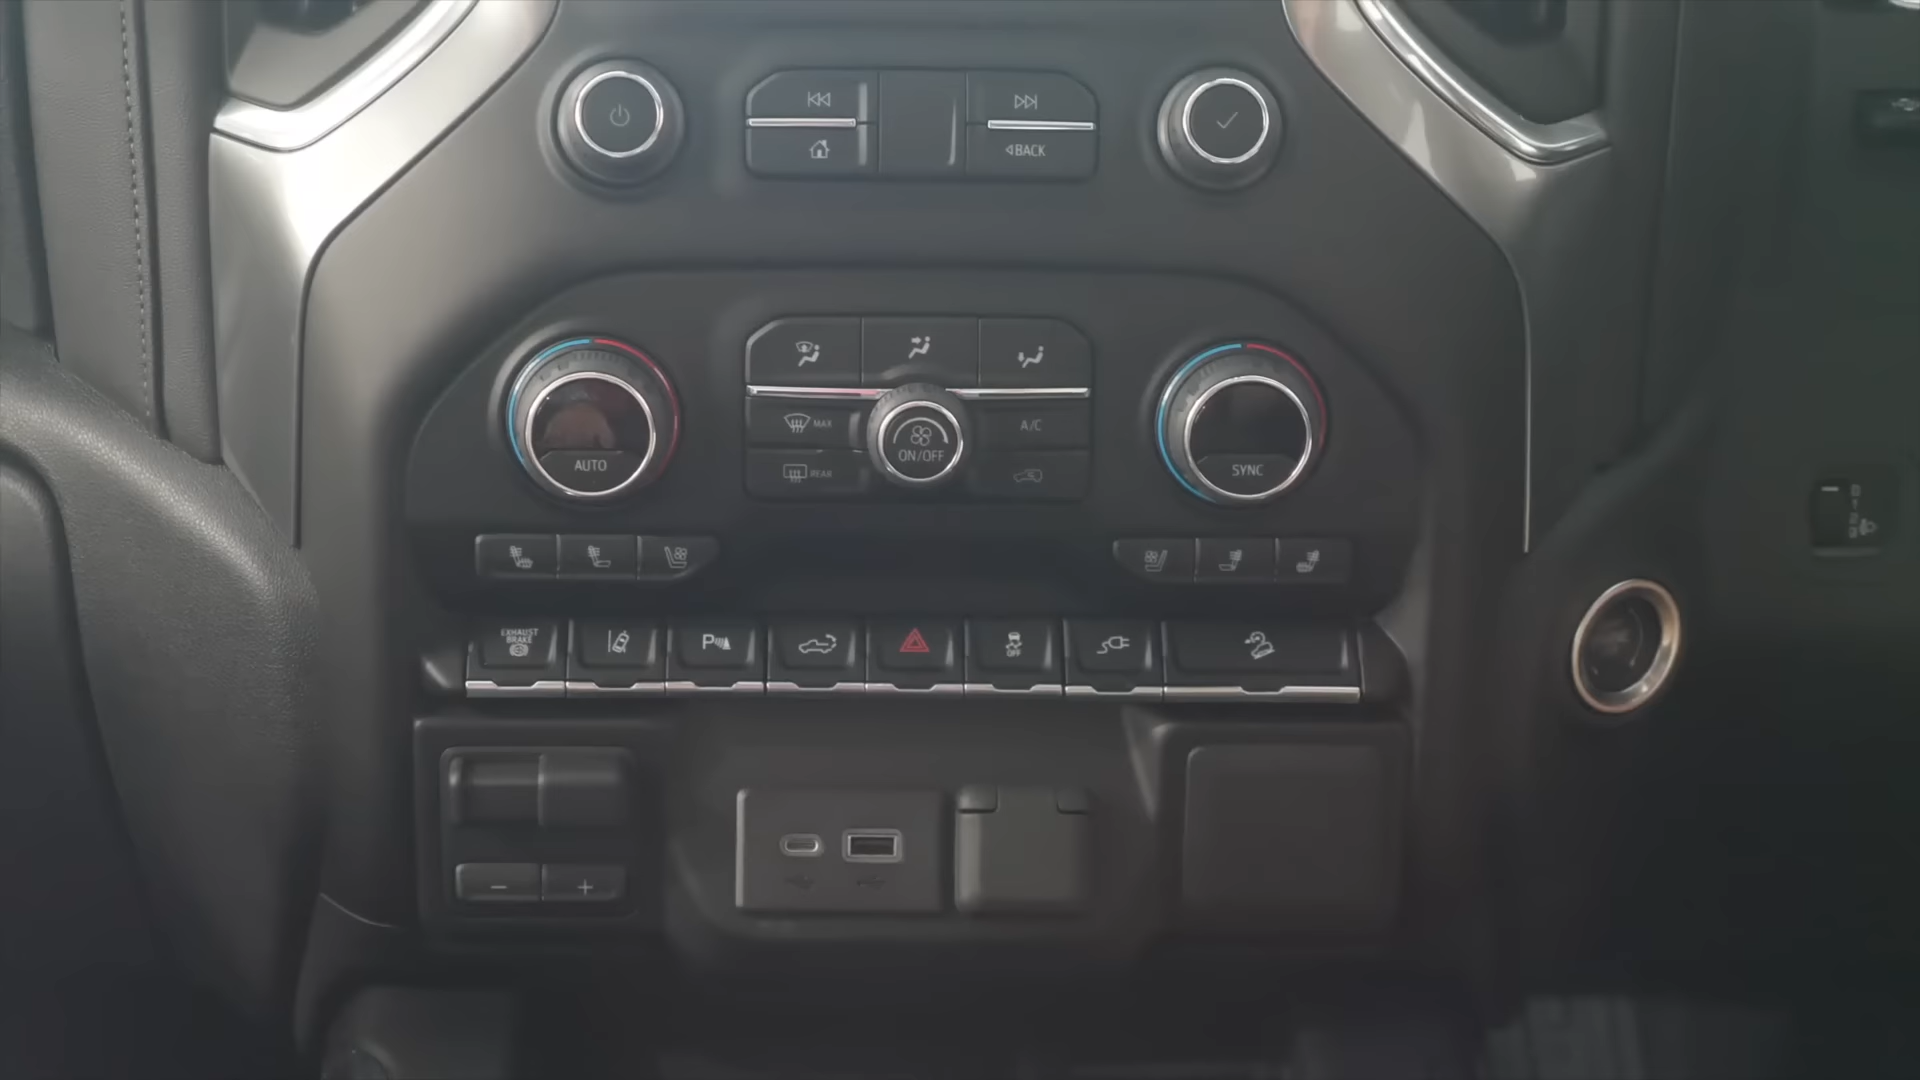 BACK
MAX
A/C
ON/OFF
AUTO
REAR
SYNC
EXHAUST
BRAKE
P
OFF
- +